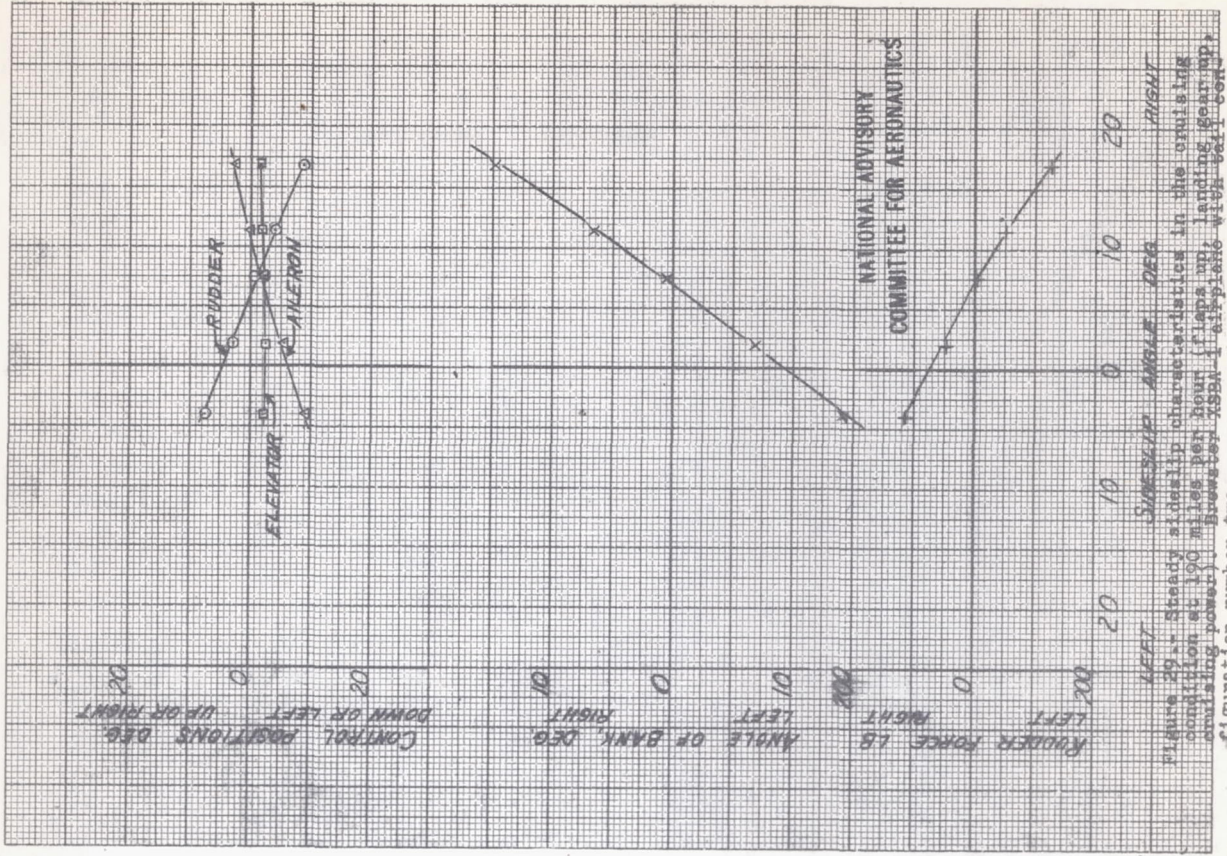 RUDDER
AILERON
ELEVATOR
20
0
20
CONTROL POSITIONS DEG
DOWN OR LEFT UP OR RIGHT
10
0
10
ANGLE OF BANK, DEG.
LEFT RIGHT
NATIONAL ADVISORY
COMMITTEE FOR AERONAUTICS
200
0
200
RUDDER FORCE LB
LEFT RIGHT
20 10 0 10 20
LEFT SIDESLIP ANGLE DEG RIGHT
Figure 29.- Steady sideslip characteristics in the cruising
condition at 190 miles per hour (flaps up, landing gear up,
cruising power). Brewster XSBA-1 airplane with tail con-
figuration number